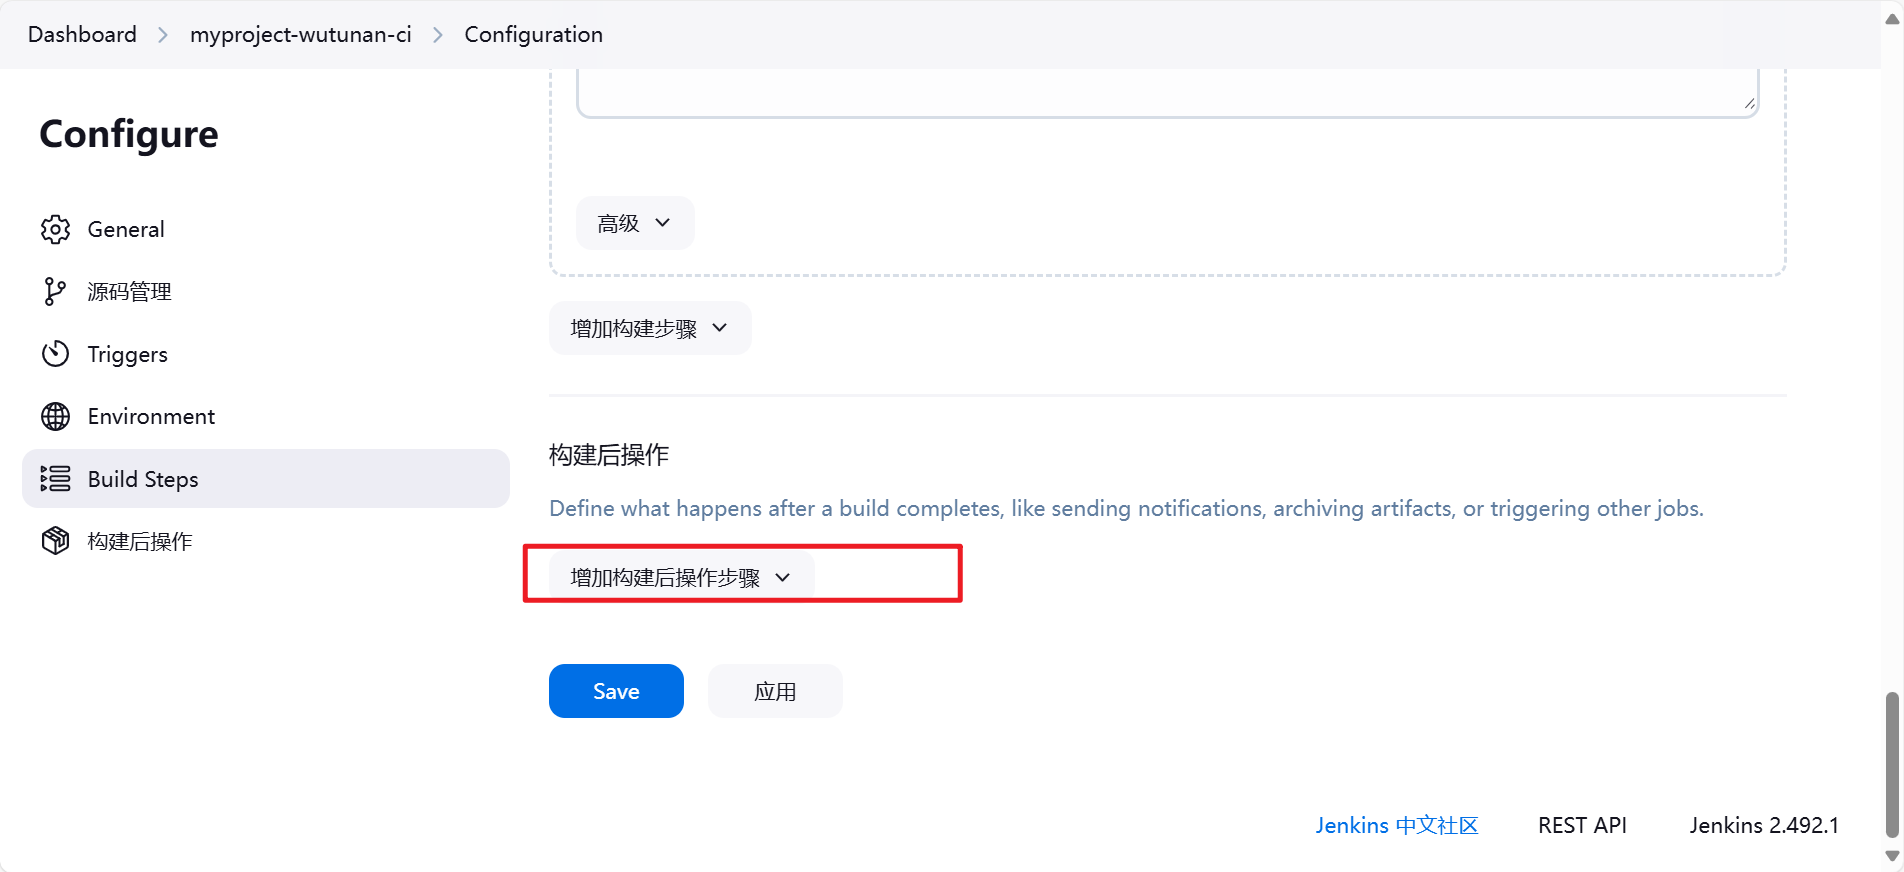 Dashboard > myproject-wutunan-ci > Configuration
Configure
General
源码管理
Triggers
Environment
Build Steps
构建后操作
高级
增加构建步骤
构建后操作
Define what happens after a build completes, like sending notifications, archiving artifacts, or triggering other jobs.
增加构建后操作步骤
Save 应用
Jenkins 中文社区 REST API Jenkins 2.492.1